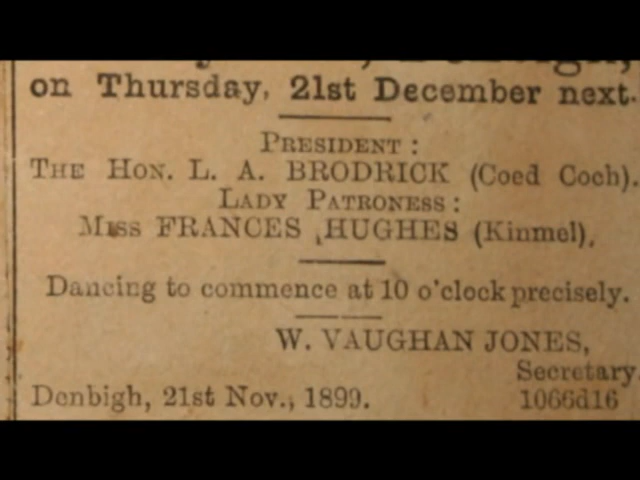 on Thursday, 21st December next.
PRESIDENT :
THE HON. L. A. BRODRICK (Coed Coch).
LADY PATRONESS :
MISS FRANCES HUGHES (Kinmel),
Dancing to commence at 10 o'clock precisely.
W. VAUGHAN JONES,
Secretary.
Denbigh, 21st Nov., 1899.
1066d16